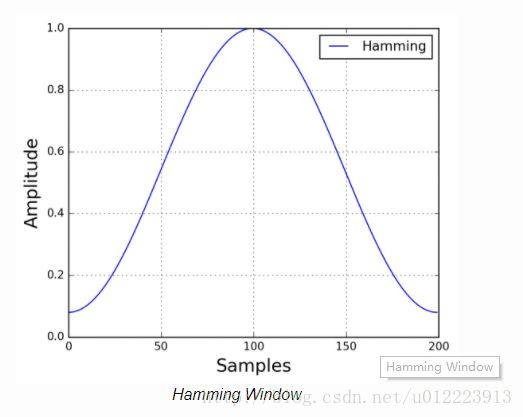 1.0
Hamming
0.8
0.6
0.4
0.2
0.0
Amplitude
0 50 100 150 200
Samples
Hamming Window
Hamming Window
http://blog.csdn.net/u012223913